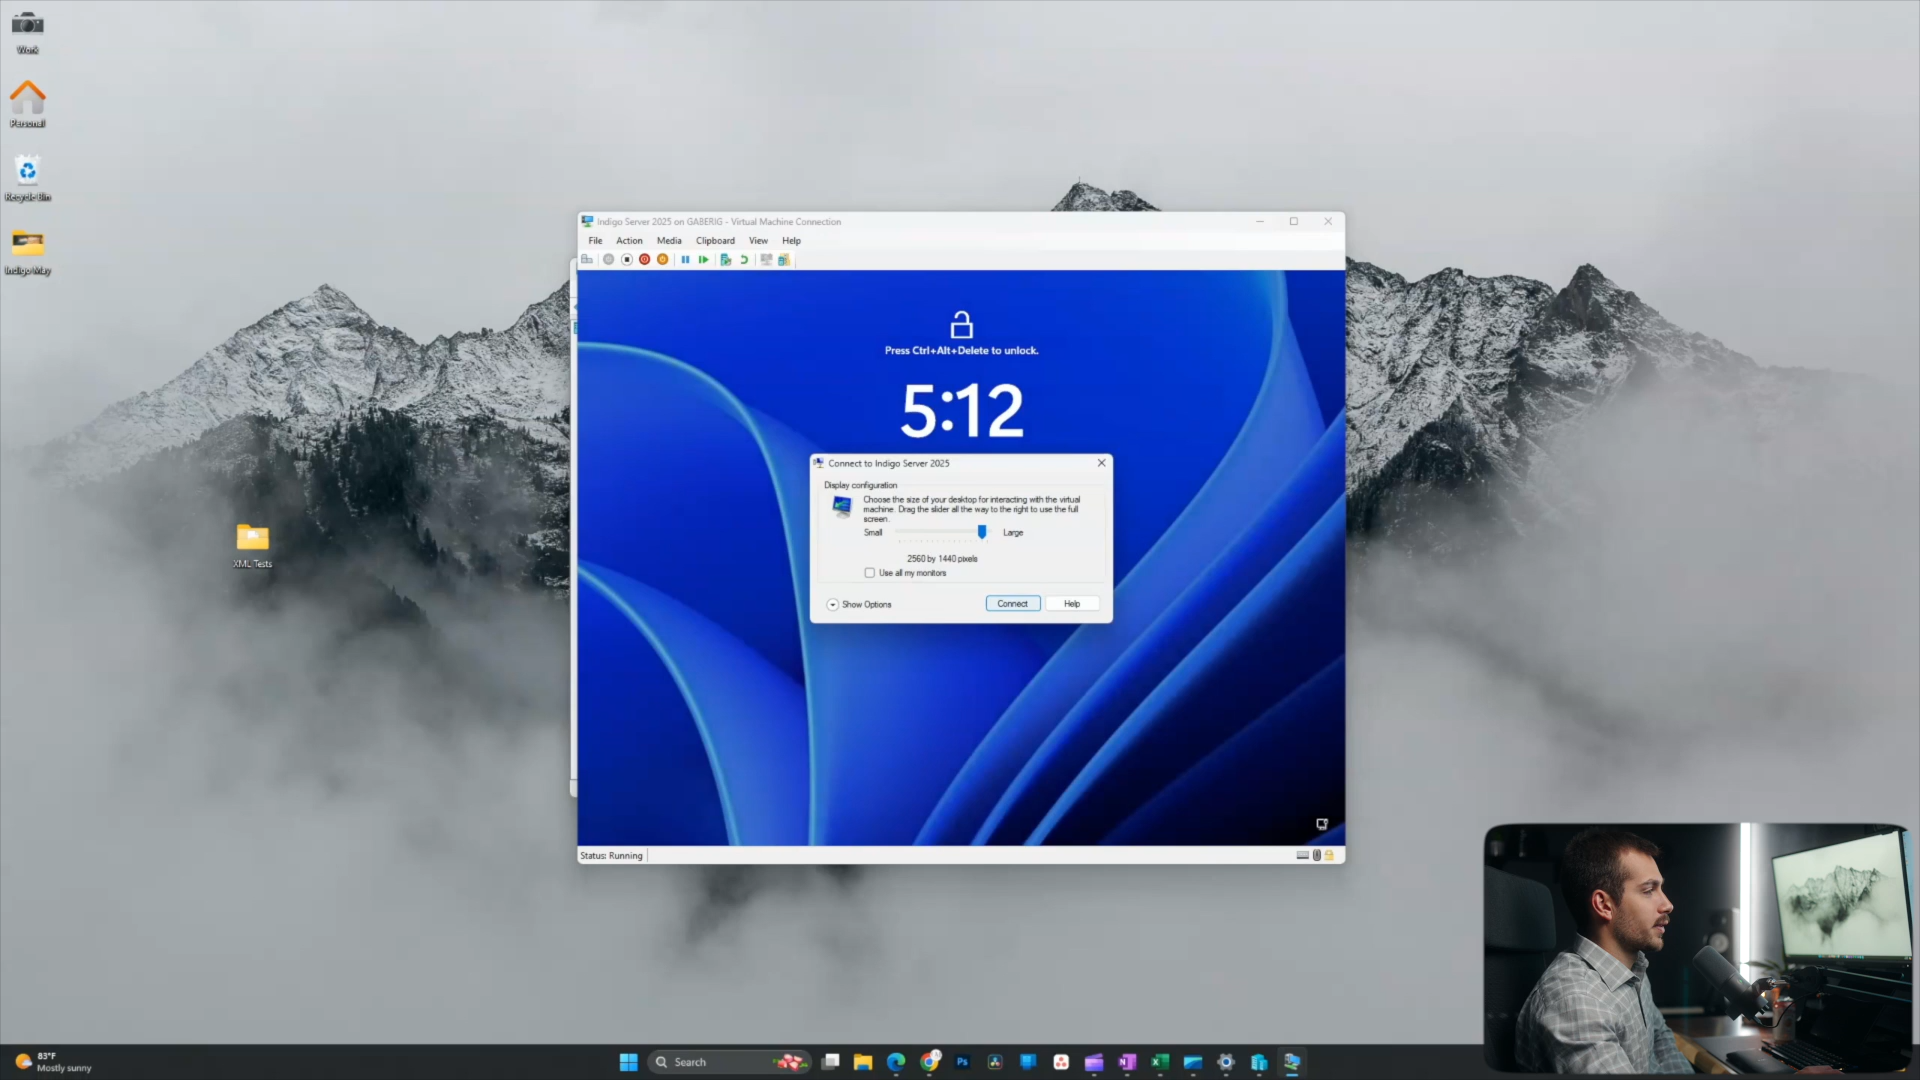 Work
Personal
Recycle Bin
Indigo May
XML Tests
Indigo Server 2025 on GABERIG - Virtual Machine Connection
File Action Media Clipboard View Help
Press Ctrl+Alt+Delete to unlock.
5:12
Connect to Indigo Server 2025
Display configuration
Choose the size of your desktop for interacting with the virtual
machine. Drag the slider all the way to the right to use the full
screen.
Small Large
2560 by 1440 pixels
Use all my monitors
Show Options Connect Help
Status: Running
83°F
Mostly sunny
Search
Ps